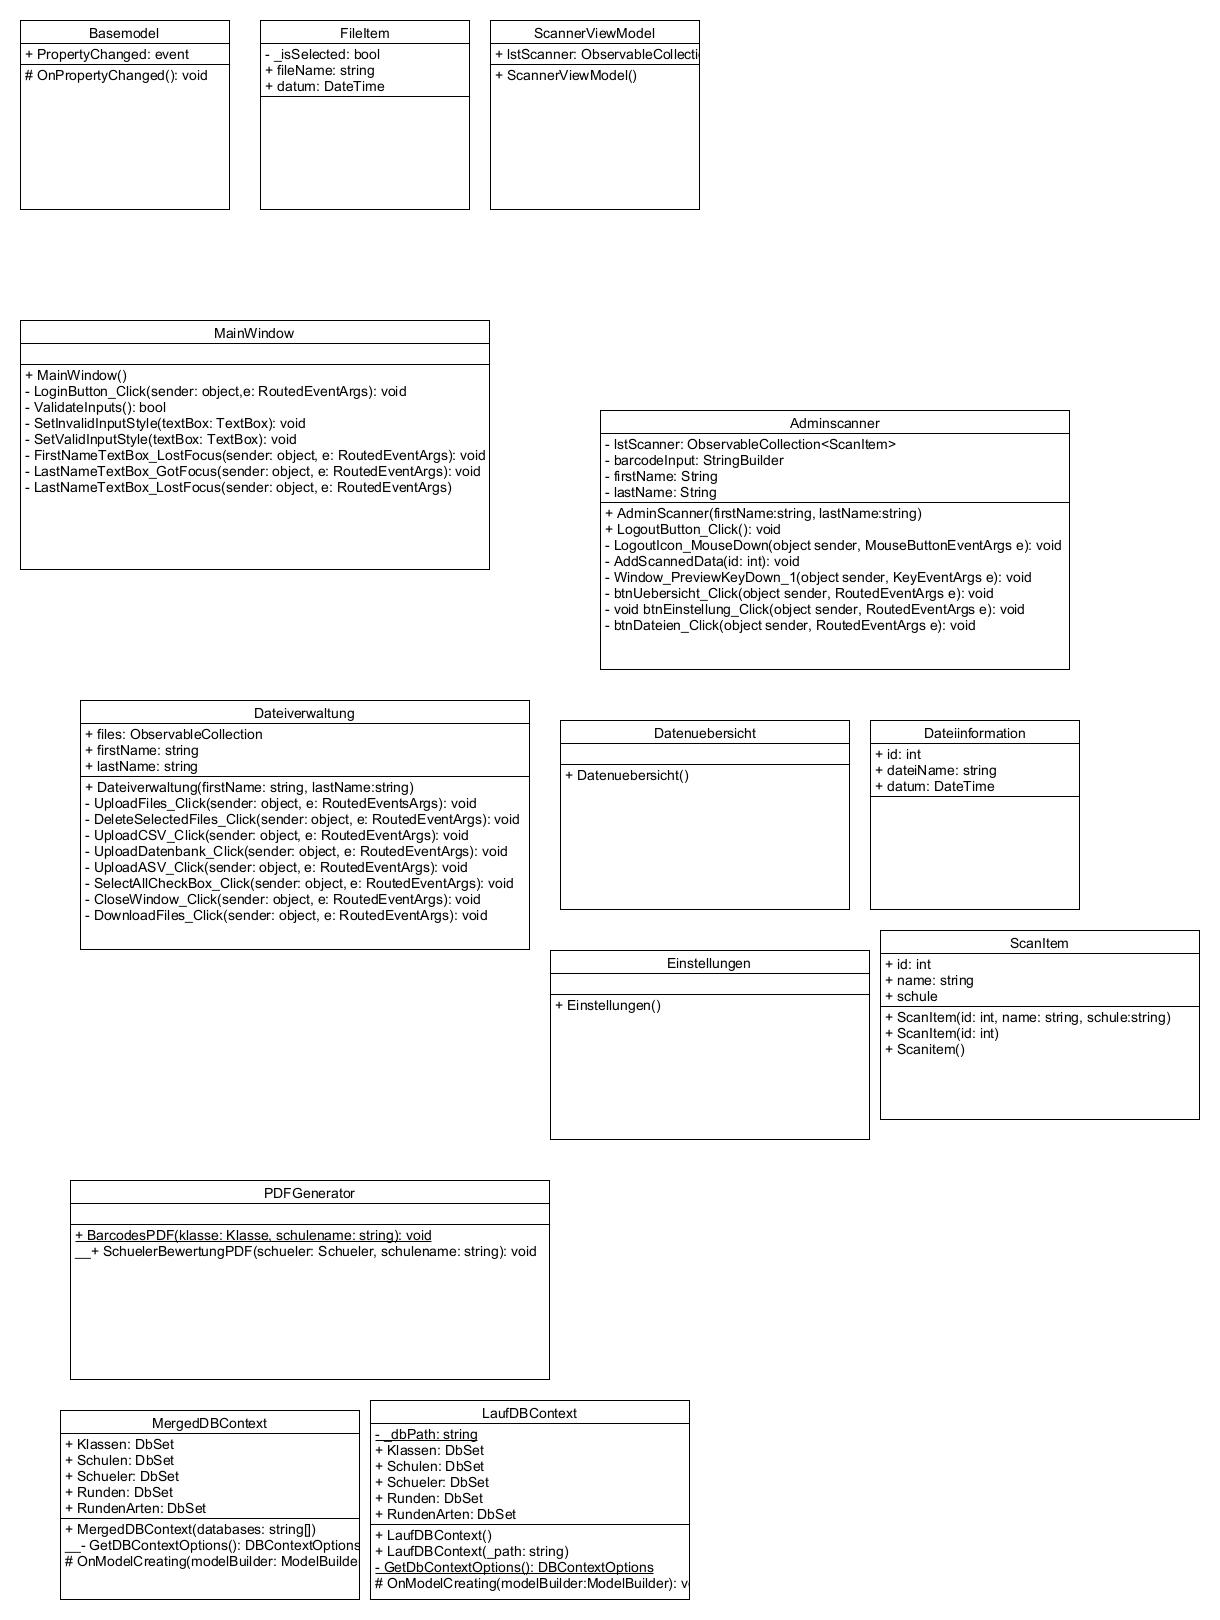 Basemodel
+ PropertyChanged: event
# OnPropertyChanged(): void
FileItem
- _isSelected: bool
+ fileName: string
+ datum: DateTime
ScannerViewModel
+ lstScanner: ObservableCollecti
+ ScannerViewModel()
MainWindow
+ MainWindow()
- LoginButton_Click(sender: object,e: RoutedEventArgs): void
- ValidateInputs(): bool
- SetInvalidInputStyle(textBox: TextBox): void
- SetValidInputStyle(textBox: TextBox): void
- FirstNameTextBox_LostFocus(sender: object, e: RoutedEventArgs): void
- LastNameTextBox_GotFocus(sender: object, e: RoutedEventArgs): void
- LastNameTextBox_LostFocus(sender: object, e: RoutedEventArgs)
Adminscanner
- lstScanner: ObservableCollection<ScanItem>
- barcodeInput: StringBuilder
- firstName: String
- lastName: String
+ AdminScanner(firstName:string, lastName:string)
+ LogoutButton_Click(): void
- LogoutIcon_MouseDown(object sender, MouseButtonEventArgs e): void
- AddScannedData(id: int): void
- Window_PreviewKeyDown_1(object sender, KeyEventArgs e): void
- btnUebersicht_Click(object sender, RoutedEventArgs e): void
- void btnEinstellung_Click(object sender, RoutedEventArgs e): void
- btnDateien_Click(object sender, RoutedEventArgs e): void
Dateiverwaltung
+ files: ObservableCollection
+ firstName: string
+ lastName: string
+ Dateiverwaltung(firstName: string, lastName:string)
- UploadFiles_Click(sender: object, e: RoutedEventsArgs): void
- DeleteSelectedFiles_Click(sender: object, e: RoutedEventArgs): void
- UploadCSV_Click(sender: object, e: RoutedEventArgs): void
- UploadDatenbank_Click(sender: object, e: RoutedEventArgs): void
- UploadASV_Click(sender: object, e: RoutedEventArgs): void
- SelectAllCheckBox_Click(sender: object, e: RoutedEventArgs): void
- CloseWindow_Click(sender: object, e: RoutedEventArgs): void
- DownloadFiles_Click(sender: object, e: RoutedEventArgs): void
Datenuebersicht
+ Datenuebersicht()
Dateiinformation
+ id: int
+ dateiName: string
+ datum: DateTime
Einstellungen
+ Einstellungen()
ScanItem
+ id: int
+ name: string
+ schule
+ ScanItem(id: int, name: string, schule:string)
+ ScanItem(id: int)
+ Scanitem()
PDFGenerator
+ BarcodesPDF(klasse: Klasse, schulename: string): void
__+ SchuelerBewertungPDF(schueler: Schueler, schulename: string): void
MergedDBContext
+ Klassen: DbSet
+ Schulen: DbSet
+ Schueler: DbSet
+ Runden: DbSet
+ RundenArten: DbSet
+ MergedDBContext(databases: string[])
__- GetDBContextOptions(): DBContextOptions
# OnModelCreating(modelBuilder: ModelBuilde
LaufDBContext
- _dbPath: string
+ Klassen: DbSet
+ Schulen: DbSet
+ Schueler: DbSet
+ Runden: DbSet
+ RundenArten: DbSet
+ LaufDBContext()
+ LaufDBContext(_path: string)
- GetDbContextOptions(): DBContextOptions
# OnModelCreating(modelBuilder:ModelBuilder): v